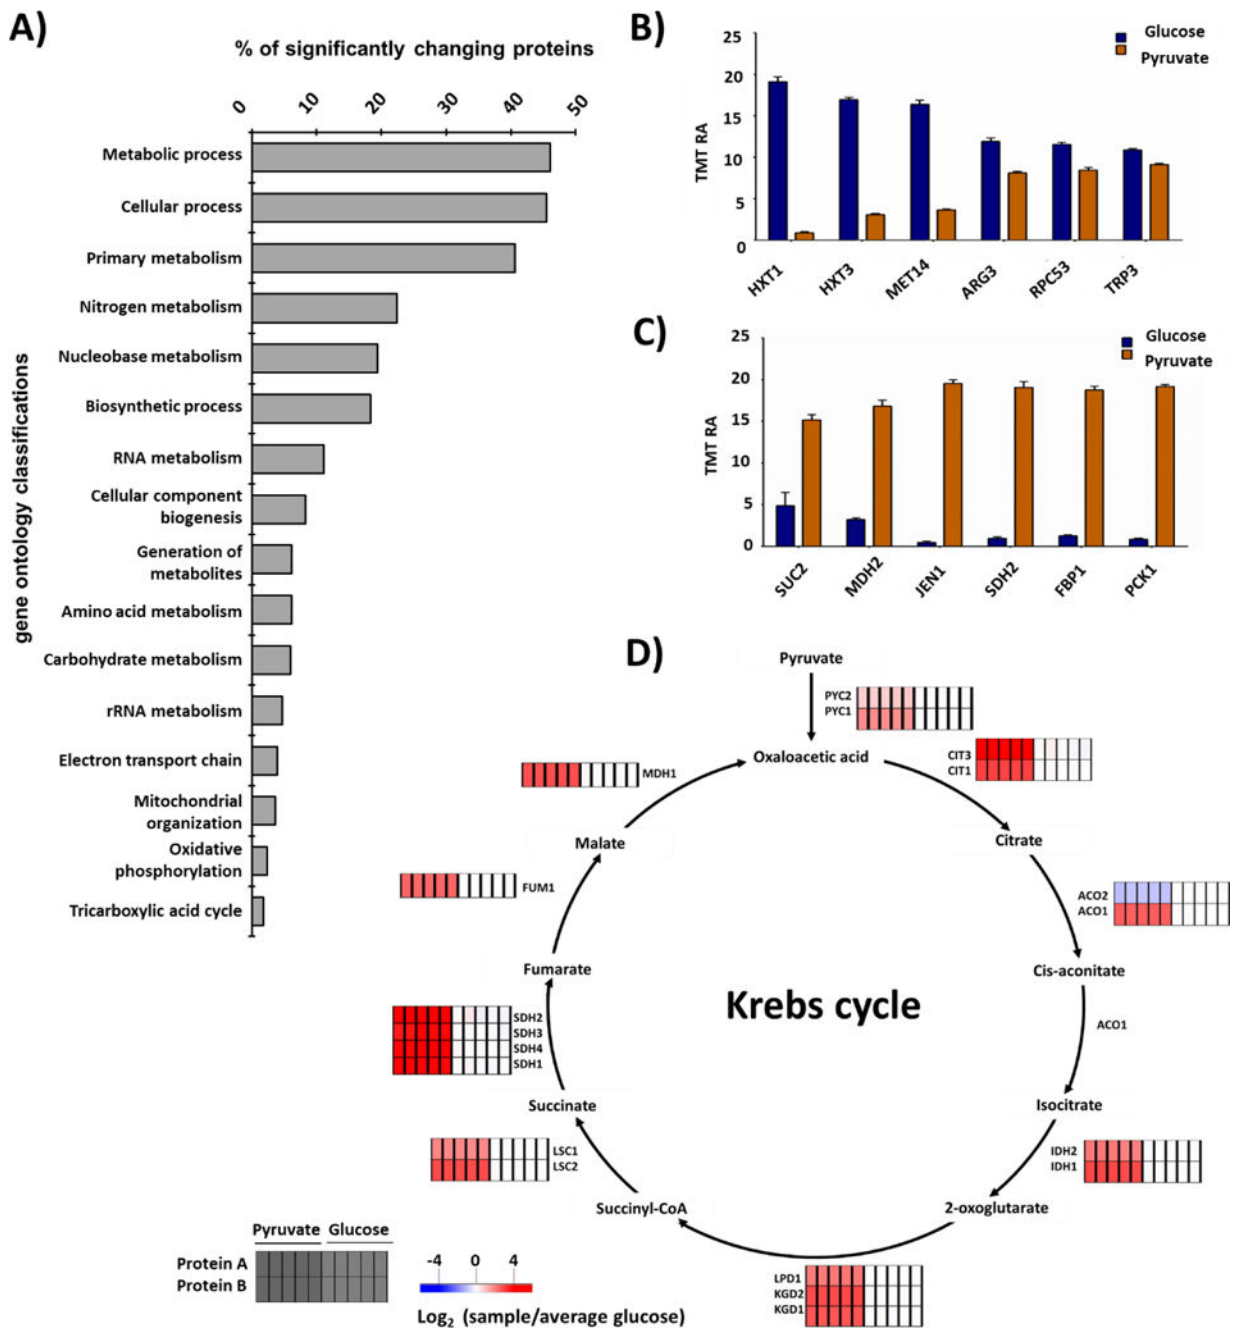 A)
% of significantly changing proteins
0 10 20 30 40 50
gene ontology classifications
Metabolic process
Cellular process
Primary metabolism
Nitrogen metabolism
Nucleobase metabolism
Biosynthetic process
RNA metabolism
Cellular component
biogenesis
Generation of
metabolites
Amino acid metabolism
Carbohydrate metabolism
rRNA metabolism
Electron transport chain
Mitochondrial
organization
Oxidative
phosphorylation
Tricarboxylic acid cycle
B)
Glucose
Pyruvate
TMT RA
25
20
15
10
5
0
HXT1 HXT3 MET14 ARG3 RPC53 TRP3
C)
Glucose
Pyruvate
TMT RA
25
20
15
10
5
0
SUC2 MDH2 JEN1 SDH2 FBP1 PCK1
D)
Pyruvate
PYC2
PYC1
Oxaloacetic acid
CIT3
CIT1
MDH1
Citrate
Malate
ACO2
ACO1
FUM1
Cis-aconitate
Fumarate
Krebs cycle
ACO1
SDH2
SDH3
SDH4
SDH1
Isocitrate
Succinate
IDH2
IDH1
LSC1
LSC2
2-oxoglutarate
Succinyl-CoA
LPD1
KGD2
KGD1
Pyruvate Glucose
Protein A
Protein B
-4 0 4
Log2 (sample/average glucose)